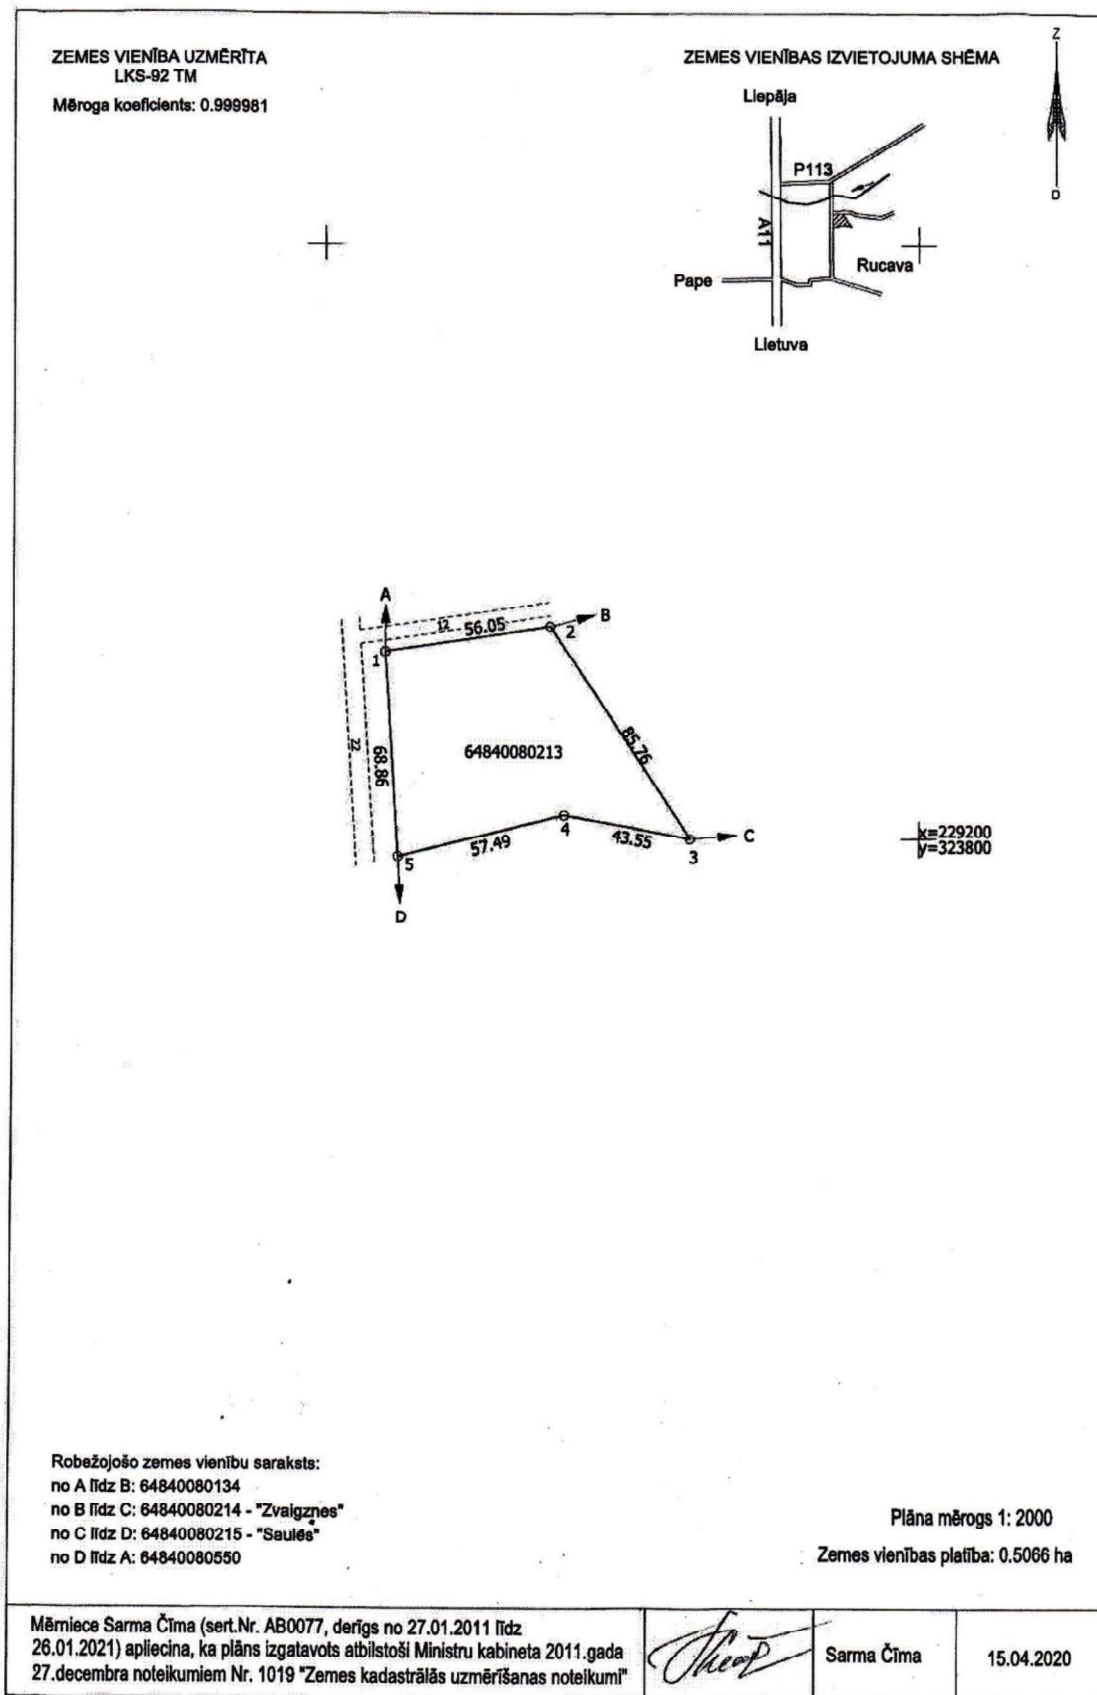 ZEMES VIENĪBA UZMĒRĪTA
LKS-92 TM
Mēroga koeficients: 0.999981
ZEMES VIENĪBAS IZVIETOJUMA SHĒMA
Z
D
Liepāja
P113
A11
Rucava
Pape
Lietuva
A
B
12
56.05
2
1
22
68.86
64840080213
85.76
4
57.49
43.55
C
3
5
D
x=229200
y=323800
Robežojošo zemes vienību saraksts:
no A līdz B: 64840080134
no B līdz C: 64840080214 - "Zvaigznes"
no C līdz D: 64840080215 - "Saulės"
no D līdz A: 64840080550
Plāna mērogs 1: 2000
Zemes vienības platība: 0.5066 ha
Mērniece Sarma Čīma (sert.Nr. AB0077, derīgs no 27.01.2011 līdz
26.01.2021) apliecina, ka plāns izgatavots atbilstoši Ministru kabineta 2011.gada
27.decembra noteikumiem Nr. 1019 "Zemes kadastrālās uzmērīšanas noteikumi"
Sarma Čīma
15.04.2020